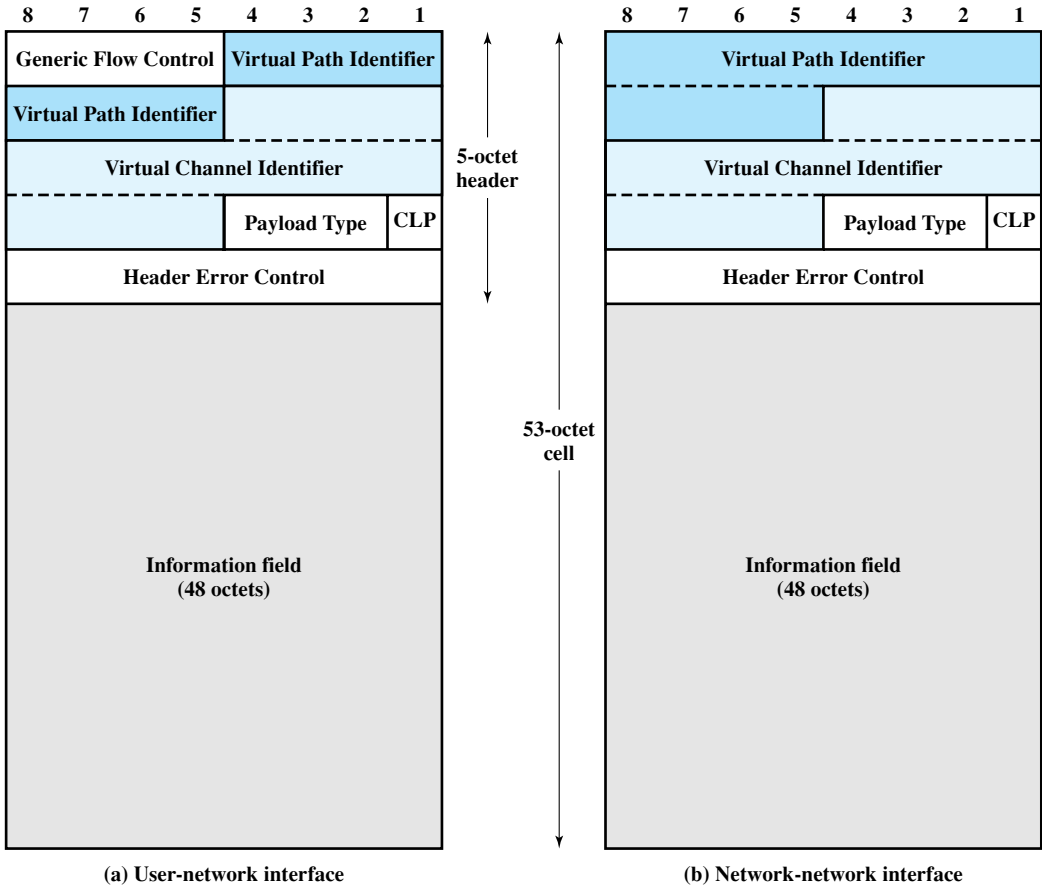 8 7 6 5 4 3 2 1
Generic Flow Control
Virtual Path Identifier
Virtual Path Identifier
Virtual Channel Identifier
Payload Type
CLP
Header Error Control
Information field
(48 octets)
(a) User-network interface
5-octet
header
53-octet
cell
8 7 6 5 4 3 2 1
Virtual Path Identifier
Virtual Channel Identifier
Payload Type
CLP
Header Error Control
Information field
(48 octets)
(b) Network-network interface